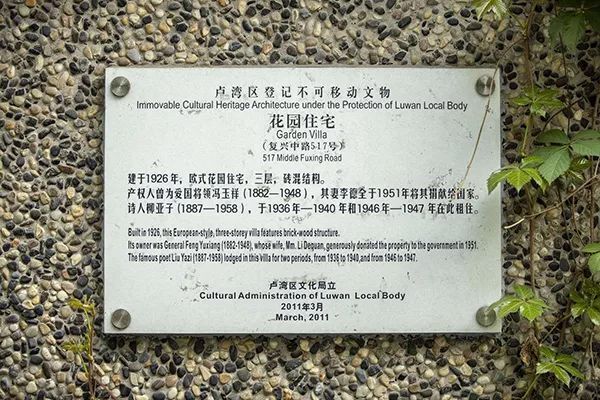 卢湾区登记不可移动文物
Immovable Cultural Heritage Architecture under the Protection of Luwan Local Body
花园住宅
Garden Villa
（复兴中路517号）
517 Middle Fuxing Road
建于1926年，欧式花园住宅，三层，砖混结构。
产权人曾为爱国将领冯玉祥（1882—1948），其妻李德全于1951年将其捐献给国家。
诗人柳亚子（1887—1958），于1936年—1940年和1946年—1947年在此租住。
Built in 1926, this European-style, three-storey villa features brick-wood structure.
Its owner was General Feng Yuxiang (1882-1948), whose wife, Mm. Li Dequan, generously donated the property to the government in 1951.
The famous poet Liu Yazi (1887-1958) lodged in this villa for two periods, from 1936 to 1940,and from 1946 to 1947.
卢湾区文化局立
Cultural Administration of Luwan Local Body
2011年3月
March, 2011